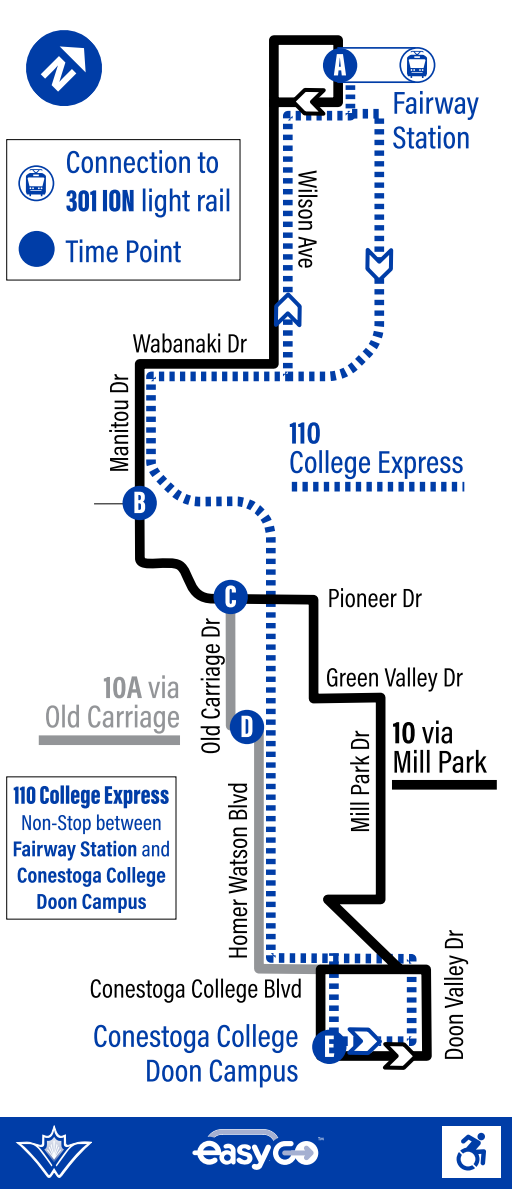 N
A
Fairway
Station
Connection to
301 ION light rail
Time Point
Wilson Ave
Wabanaki Dr
Manitou Dr
110
College Express
B
C
Pioneer Dr
Old Carriage Dr
Green Valley Dr
10A via
Old Carriage
D
10 via
Mill Park
Mill Park Dr
110 College Express
Non-Stop between
Fairway Station and
Conestoga College
Doon Campus
Homer Watson Blvd
Doon Valley Dr
Conestoga College Blvd
Conestoga College
Doon Campus
E
easyGO™